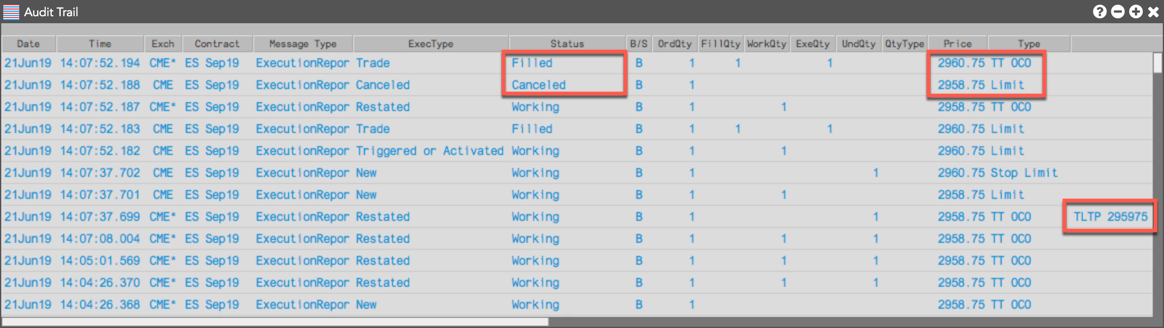 Audit Trail
Date Time Exch Contract Message Type ExecType Status B/S OrdQty FillQty WorkQty ExeQty UndQty QtyType Price Type
21Jun19 14:07:52.194 CME* ES Sep19 ExecutionRepor Trade Filled B 1 1 1 2960.75 TT OCO
21Jun19 14:07:52.188 CME ES Sep19 ExecutionRepor Canceled Canceled B 1 2958.75 Limit
21Jun19 14:07:52.187 CME* ES Sep19 ExecutionRepor Restated Working B 1 1 2958.75 TT OCO
21Jun19 14:07:52.183 CME ES Sep19 ExecutionRepor Trade Filled B 1 1 1 2960.75 Limit
21Jun19 14:07:52.182 CME ES Sep19 ExecutionRepor Triggered or Activated Working B 1 1 2960.75 Limit
21Jun19 14:07:37.702 CME ES Sep19 ExecutionRepor New Working B 1 1 2960.75 Stop Limit
21Jun19 14:07:37.701 CME ES Sep19 ExecutionRepor New Working B 1 1 2958.75 Limit
21Jun19 14:07:37.699 CME* ES Sep19 ExecutionRepor Restated Working B 1 1 2958.75 TT OCO TLTP 295975
21Jun19 14:07:08.004 CME* ES Sep19 ExecutionRepor Restated Working B 1 1 1 2958.75 TT OCO
21Jun19 14:05:01.569 CME* ES Sep19 ExecutionRepor Restated Working B 1 1 1 2958.75 TT OCO
21Jun19 14:04:26.370 CME* ES Sep19 ExecutionRepor Restated Working B 1 1 1 2958.75 TT OCO
21Jun19 14:04:26.368 CME* ES Sep19 ExecutionRepor New Working B 1 2958.75 TT OCO